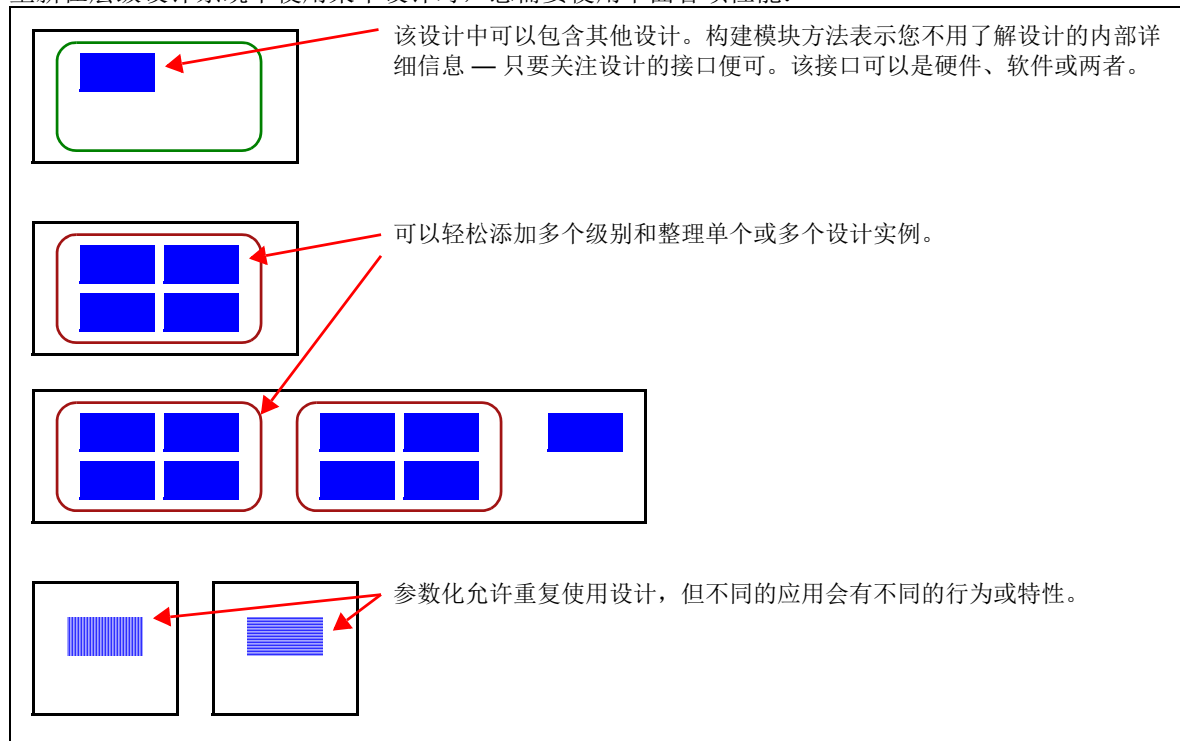 该设计中可以包含其他设计。构建模块方法表示您不用了解设计的内部详
细信息 — 只要关注设计的接口便可。该接口可以是硬件、软件或两者。
可以轻松添加多个级别和整理单个或多个设计实例。
参数化允许重复使用设计，但不同的应用会有不同的行为或特性。